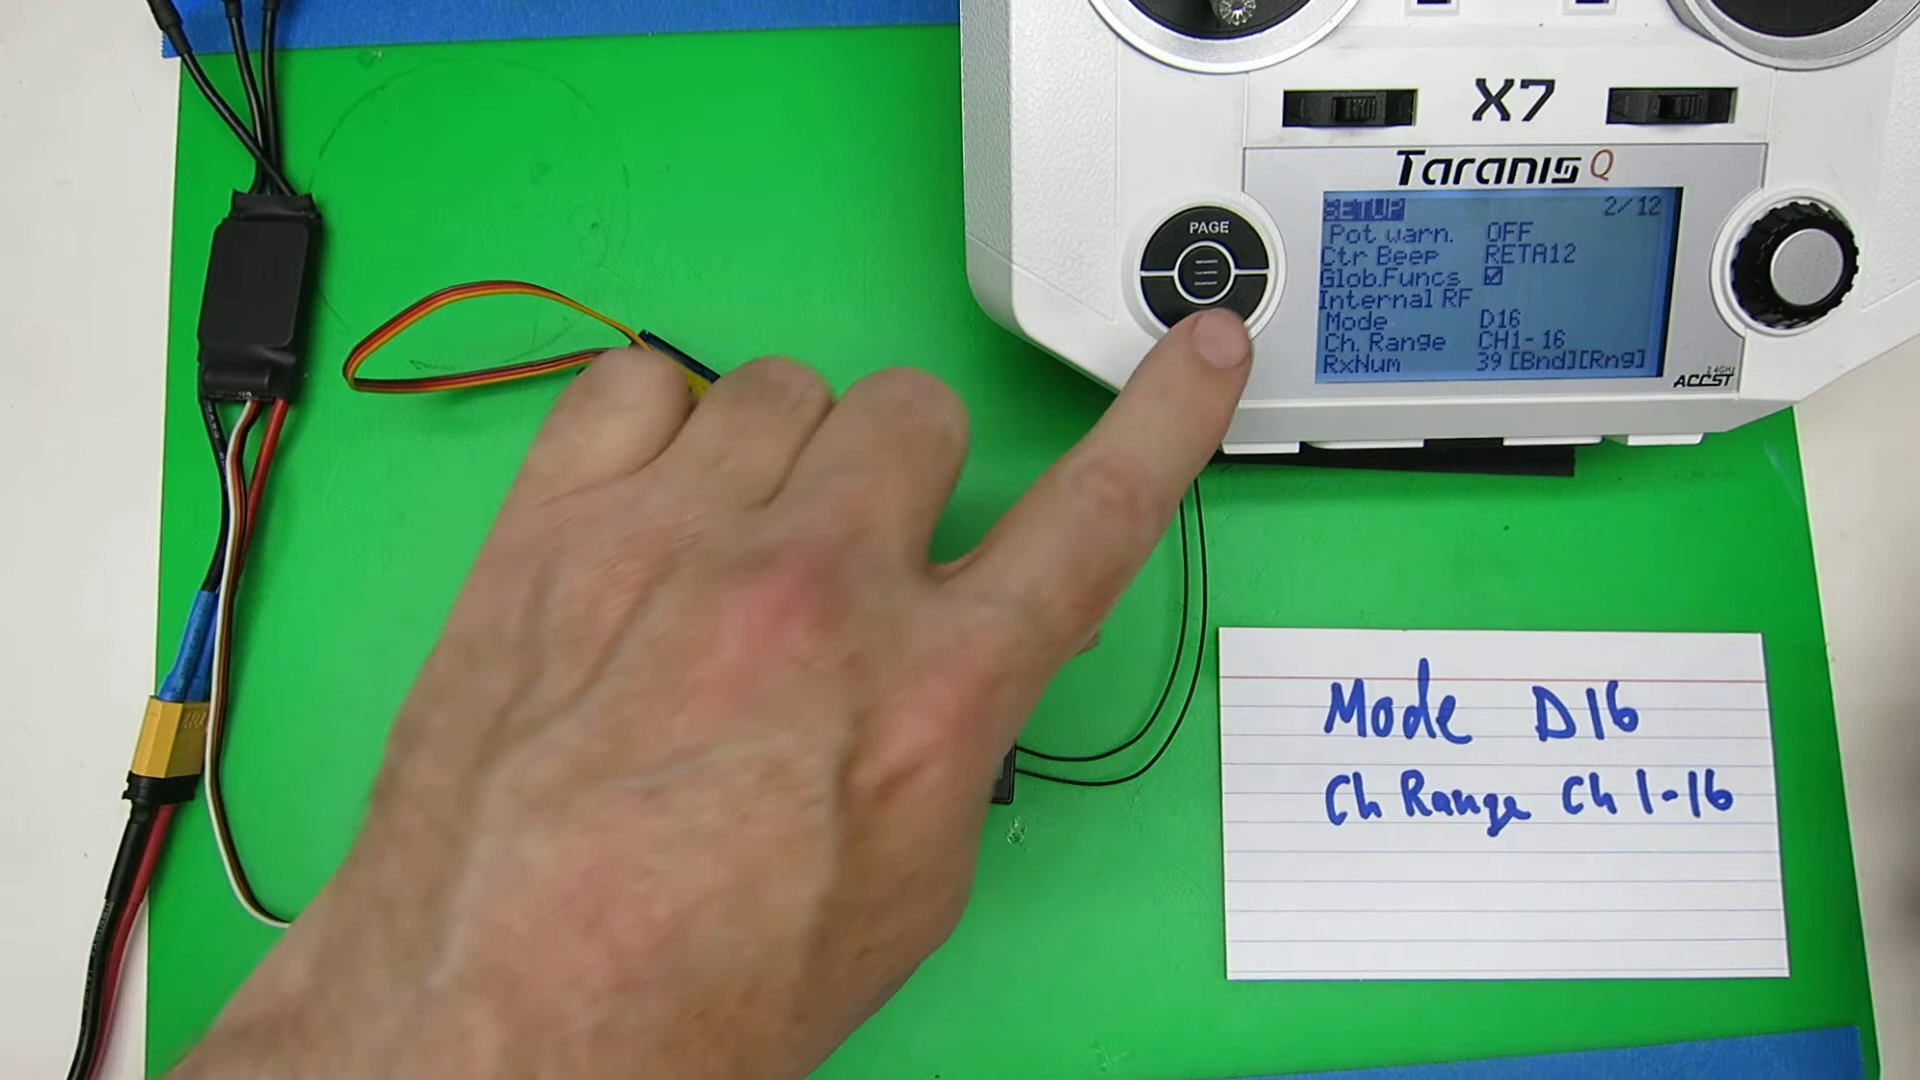 X7
Taranis Q
PAGE
SETUP 2/12
Pot warn. OFF
Ctr Beep RETA12
Glob.Funcs
Internal RF
Mode D16
Ch. Range CH1-16
RxNum 39 [Bnd][Rng]
ACCST
Mode D16
Ch Range Ch 1-16